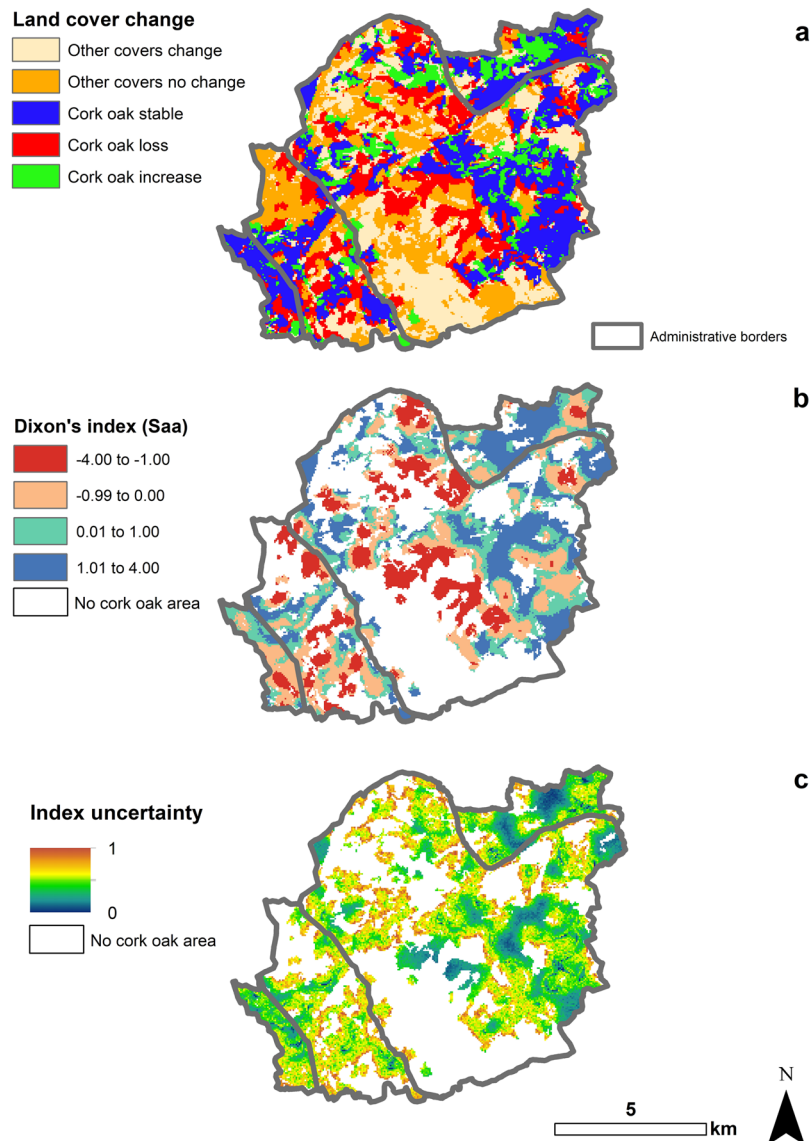 Land cover change
Other covers change
Other covers no change
Cork oak stable
Cork oak loss
Cork oak increase
a
Administrative borders
b
Dixon's index (Saa)
-4.00 to -1.00
-0.99 to 0.00
0.01 to 1.00
1.01 to 4.00
No cork oak area
c
Index uncertainty
1
0
No cork oak area
5
km
N